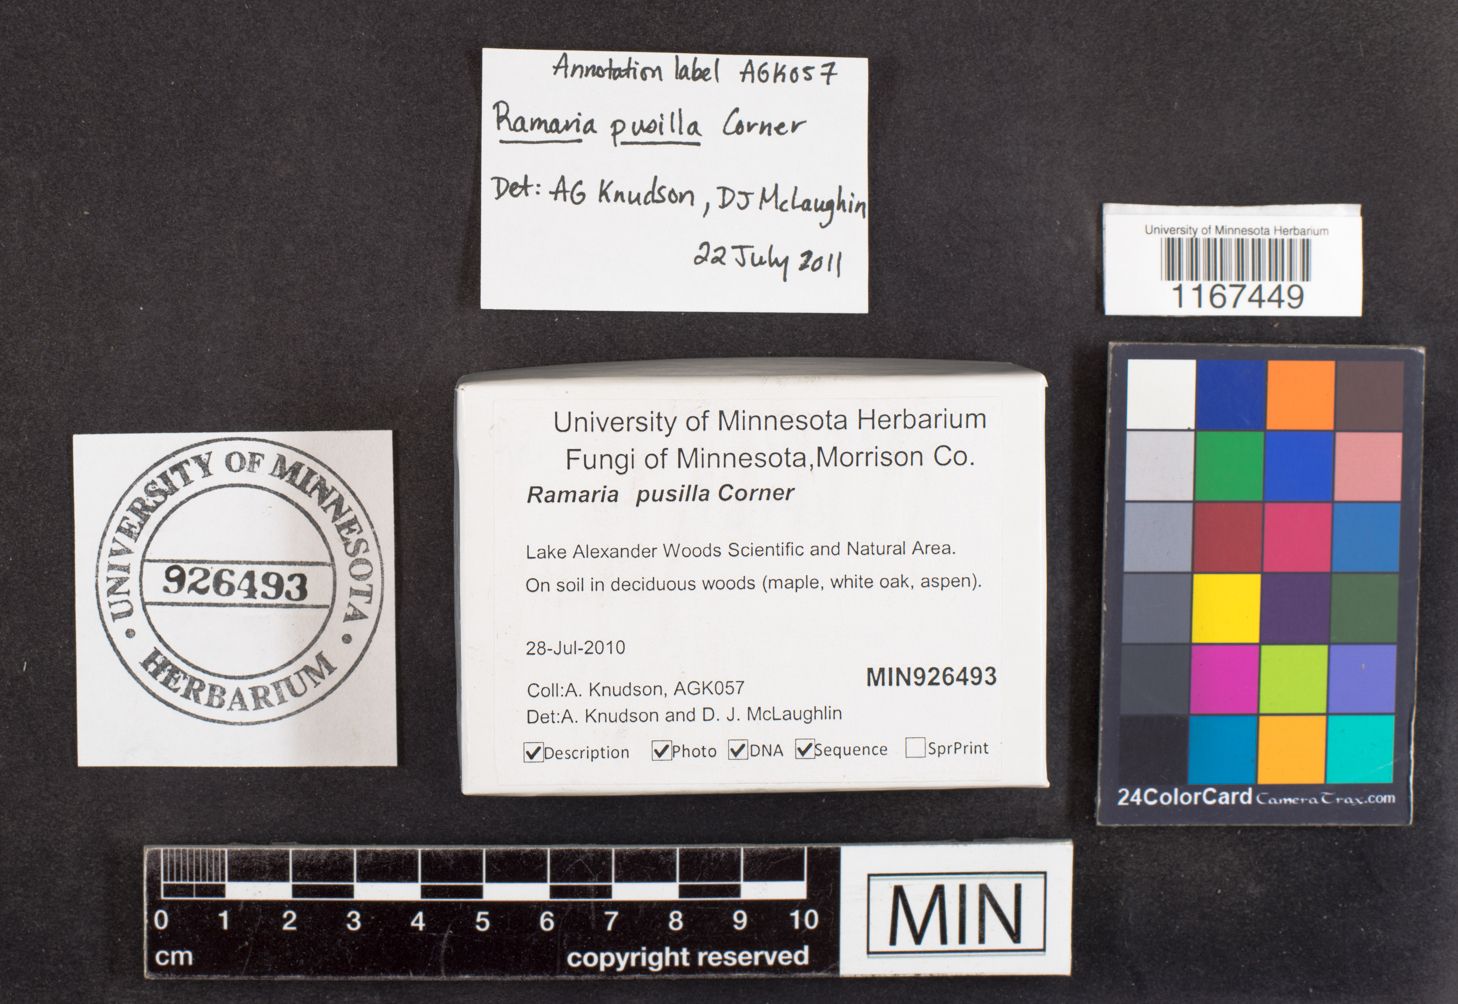 Annotation label AGK057
Ramaria pusilla Corner
Det: AG Knudson, DJ McLaughin
22 July 2011
University of Minnesota Herbarium
1167449
UNIVERSITY OF MINNESOTA
926493
HERBARIUM
University of Minnesota Herbarium
Fungi of Minnesota,Morrison Co.
Ramaria pusilla Corner
Lake Alexander Woods Scientific and Natural Area.
On soil in deciduous woods (maple, white oak, aspen).
28-Jul-2010
MIN926493
Coll:A. Knudson, AGK057
Det:A. Knudson and D. J. McLaughlin
Description Photo DNA Sequence SprPrint
24ColorCard CameraTrax.com
0 1 2 3 4 5 6 7 8 9 10
cm copyright reserved
MIN